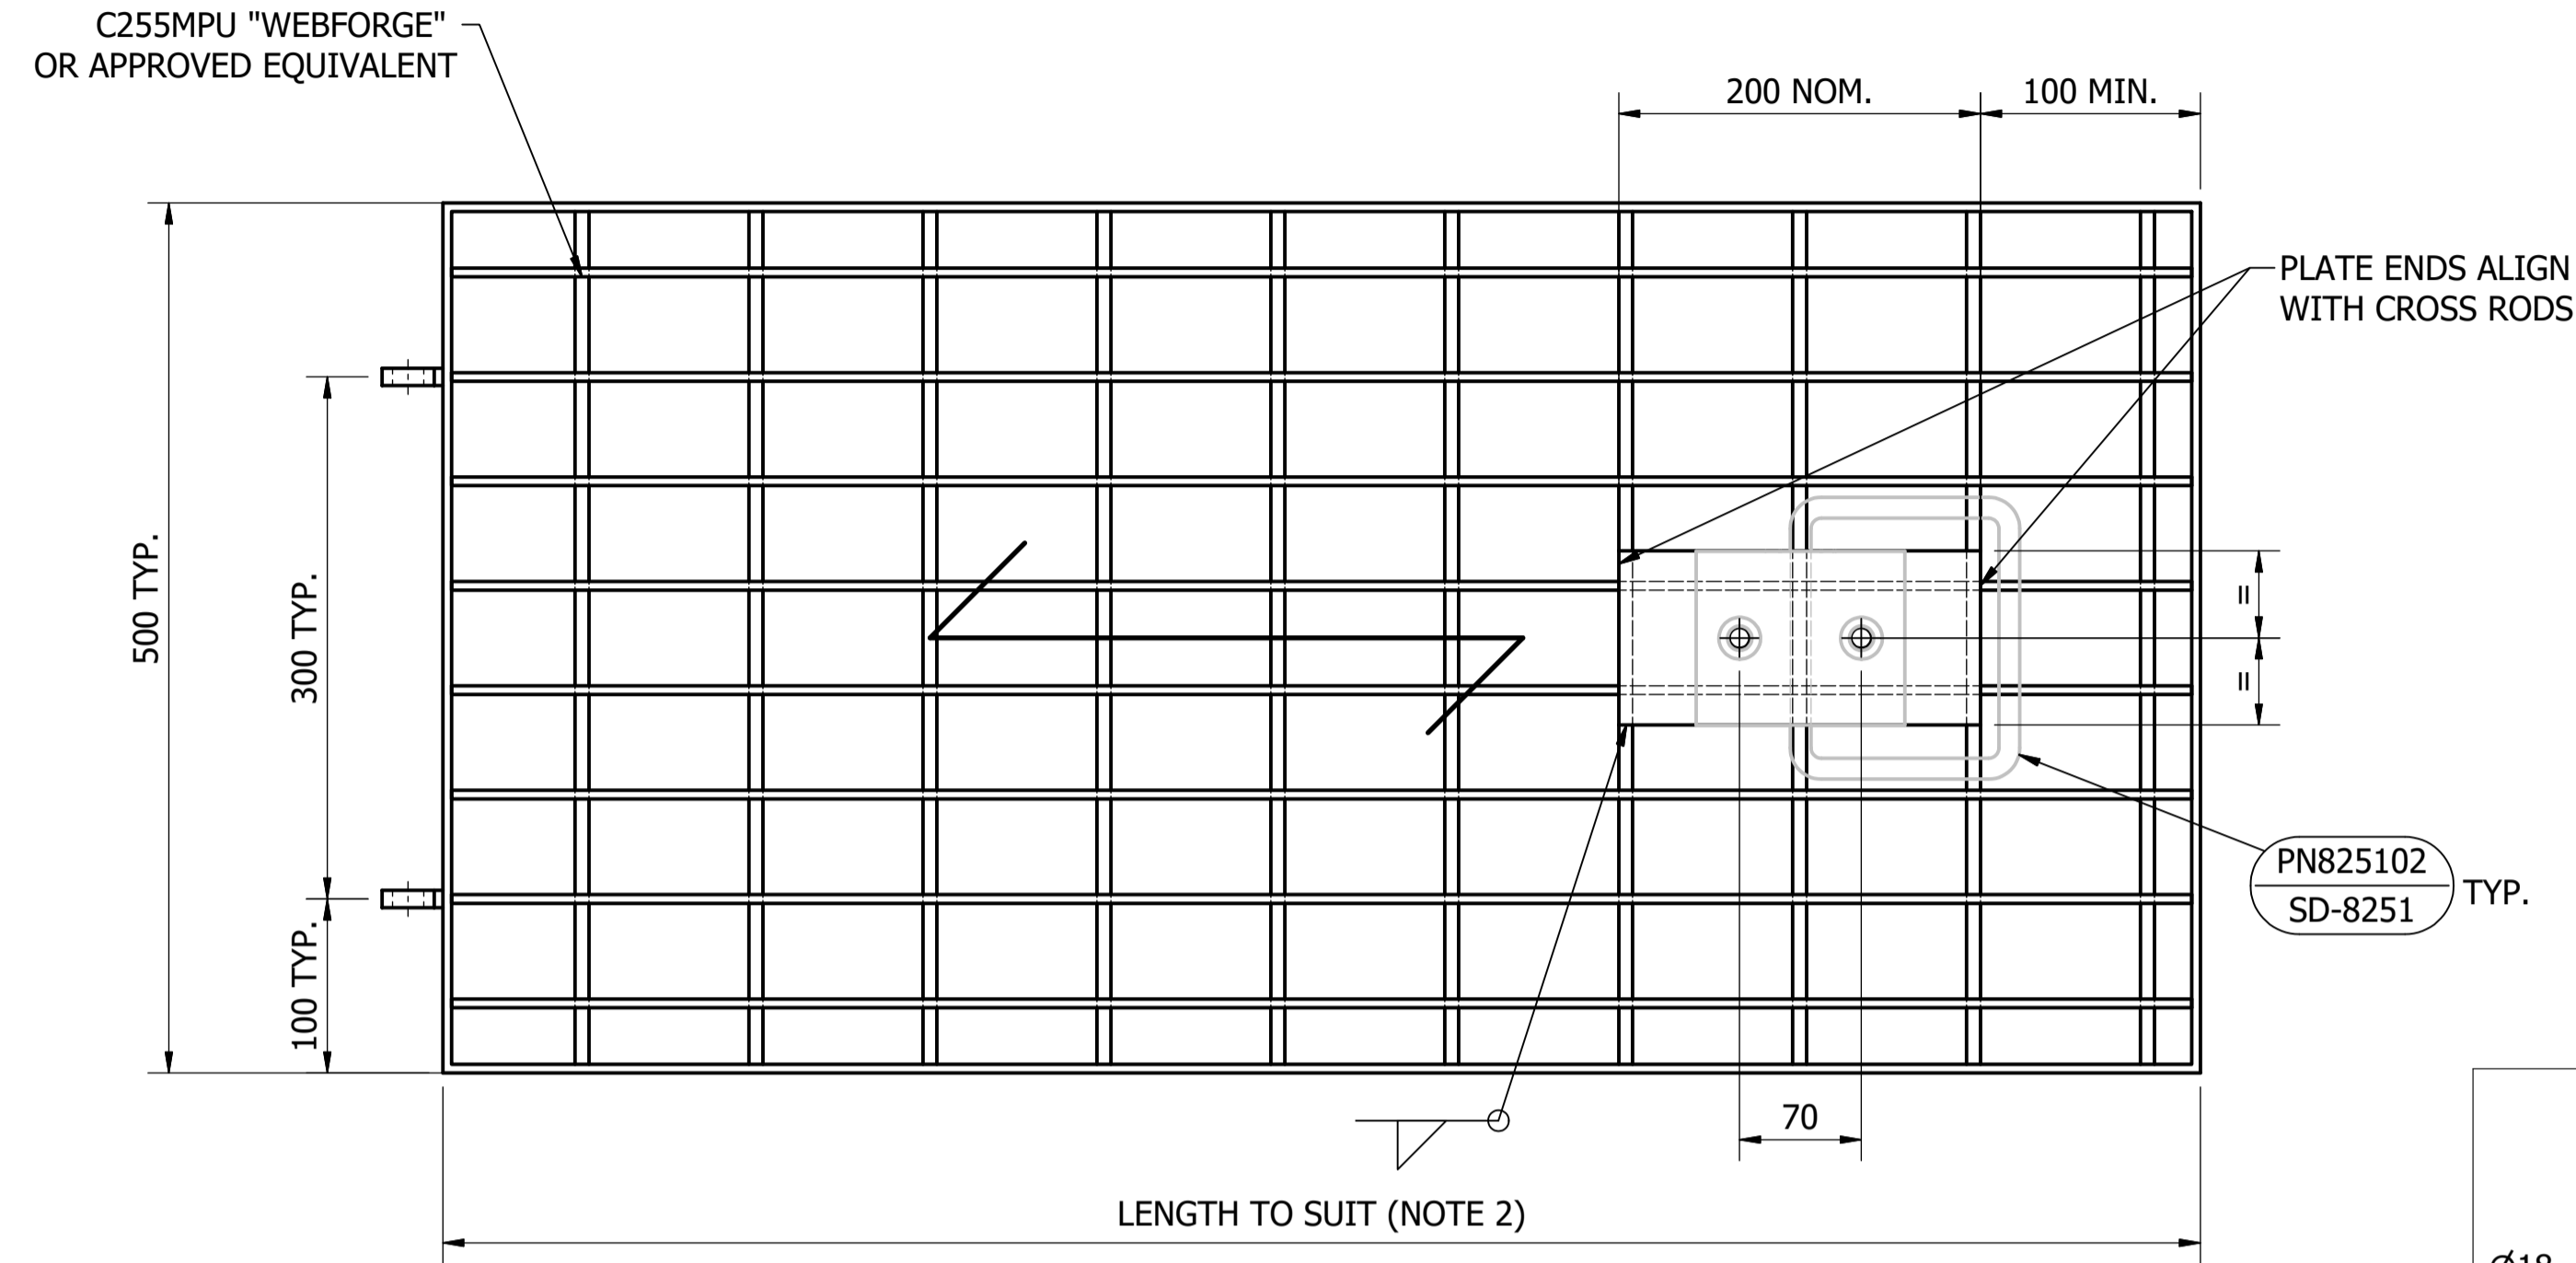 C255MPU "WEBFORGE"
OR APPROVED EQUIVALENT
200 NOM.
100 MIN.
PLATE ENDS ALIGN
WITH CROSS RODS
500 TYP.
300 TYP.
100 TYP.
=
=
PN825102
SD-8251
TYP.
70
LENGTH TO SUIT (NOTE 2)
Ø18